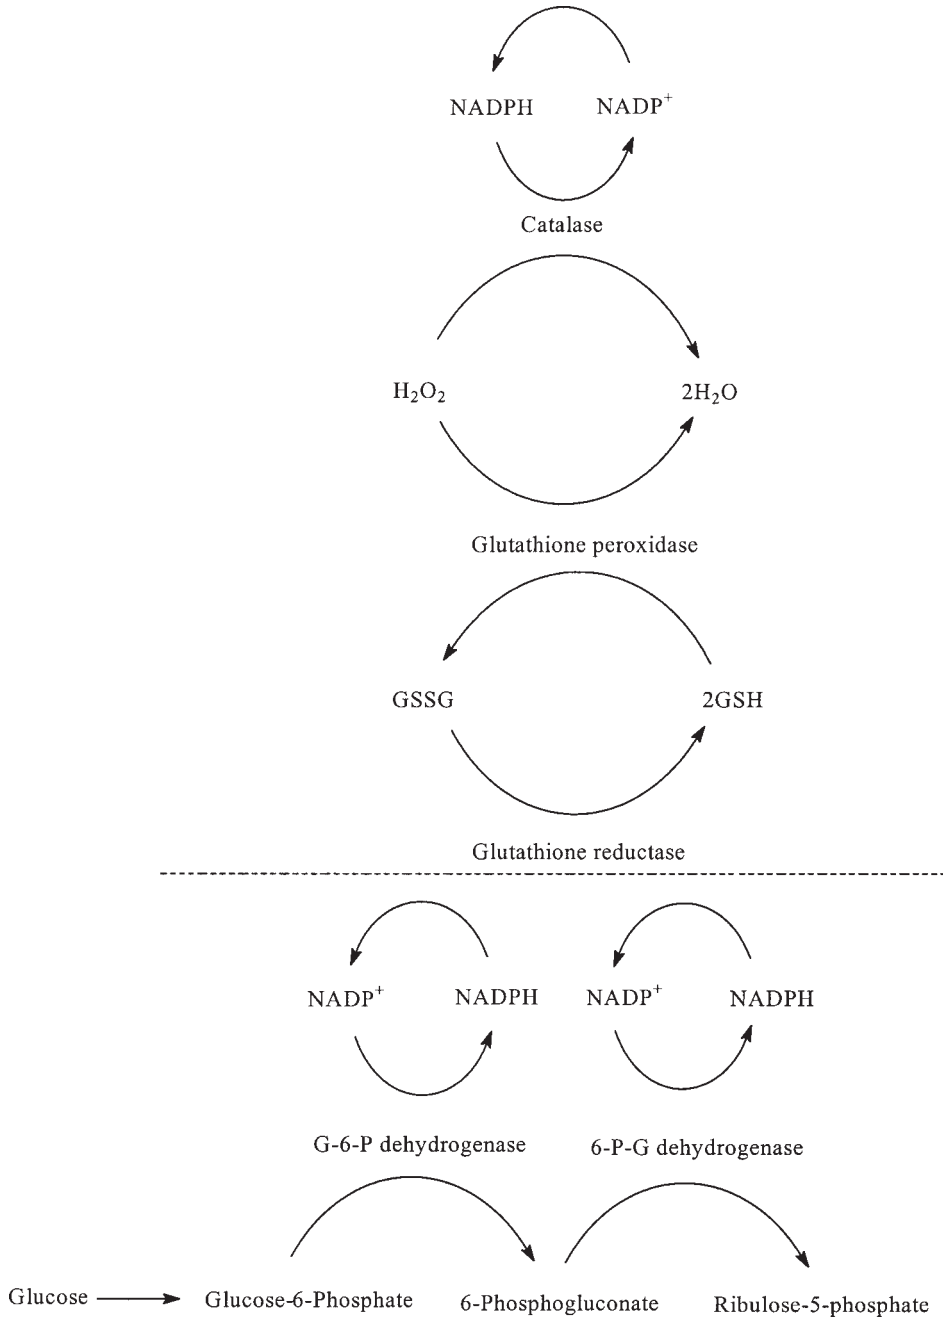 NADPH NADP⁺
Catalase
H₂O₂ 2H₂O
Glutathione peroxidase
GSSG 2GSH
Glutathione reductase
NADP⁺ NADPH NADP⁺ NADPH
G-6-P dehydrogenase 6-P-G dehydrogenase
Glucose Glucose-6-Phosphate 6-Phosphogluconate Ribulose-5-phosphate